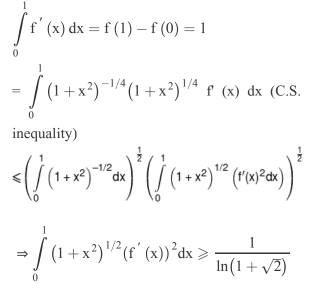 ∫₀¹ f′(x) dx = f(1) – f(0) = 1
= ∫₀¹ (1+x²)^(-1/4) (1+x²)^(1/4) f (x) dx (C.S.
inequality)
⩽ (∫₀¹ (1+x²)^(-1/2) dx)^(1/2) (∫₀¹ (1+x²)^(1/2) (f′(x)²dx))^(1/2)
⇒ ∫₀¹ (1+x²)^(1/2) (f′(x))² dx ⩾ 1/ln(1+√2)